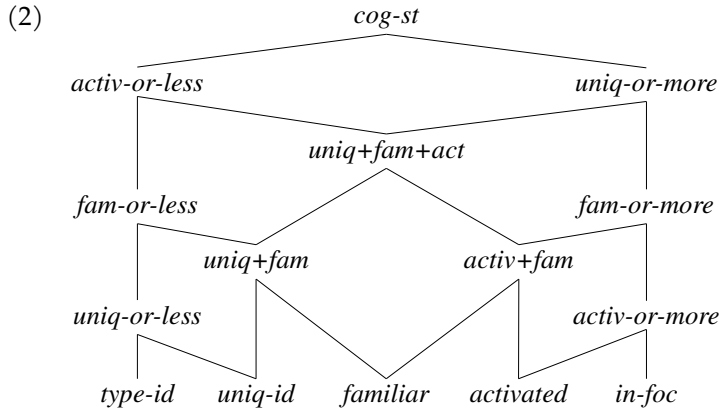 (2)
cog-st
activ-or-less uniq-or-more
uniq+fam+act
fam-or-less fam-or-more
uniq+fam activ+fam
uniq-or-less activ-or-more
type-id uniq-id familiar activated in-foc